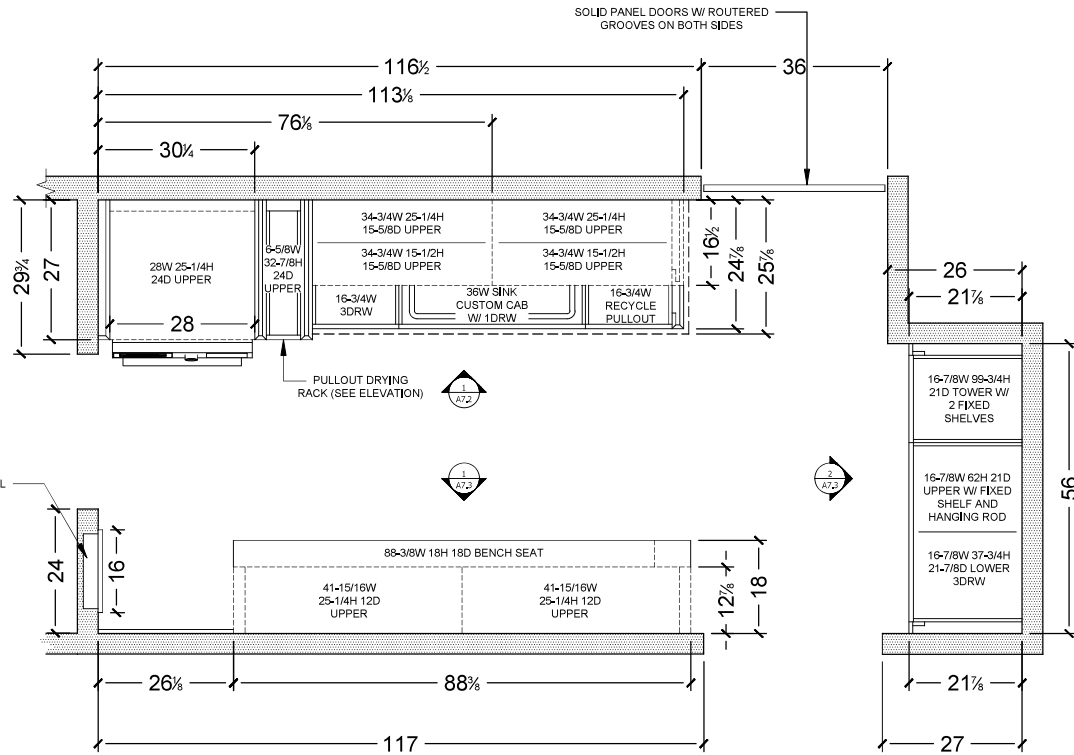 SOLID PANEL DOORS W/ ROUTERED
GROOVES ON BOTH SIDES
116½
36
113⅛
76⅛
30¼
29¾
27
28W 25-1/4H
24D UPPER
28
6-5/8W
32-7/8H
24D
UPPER
34-3/4W 25-1/4H
15-5/8D UPPER
34-3/4W 15-1/2H
15-5/8D UPPER
34-3/4W 25-1/4H
15-5/8D UPPER
34-3/4W 15-1/2H
15-5/8D UPPER
16-3/4W
3DRW
36W SINK
CUSTOM CAB
W/ 1DRW
16-3/4W
RECYCLE
PULLOUT
16½
24⅞
25⅞
26
21⅞
PULLOUT DRYING
RACK (SEE ELEVATION)
1
A7.2
1
A7.3
2
A7.3
16-7/8W 99-3/4H
21D TOWER W/
2 FIXED
SHELVES
16-7/8W 62H 21D
UPPER W/ FIXED
SHELF AND
HANGING ROD
16-7/8W 37-3/4H
21-7/8D LOWER
3DRW
56
L
24
16
88-3/8W 18H 18D BENCH SEAT
41-15/16W
25-1/4H 12D
UPPER
41-15/16W
25-1/4H 12D
UPPER
12⅞
18
26⅛
88⅜
21⅞
117
27